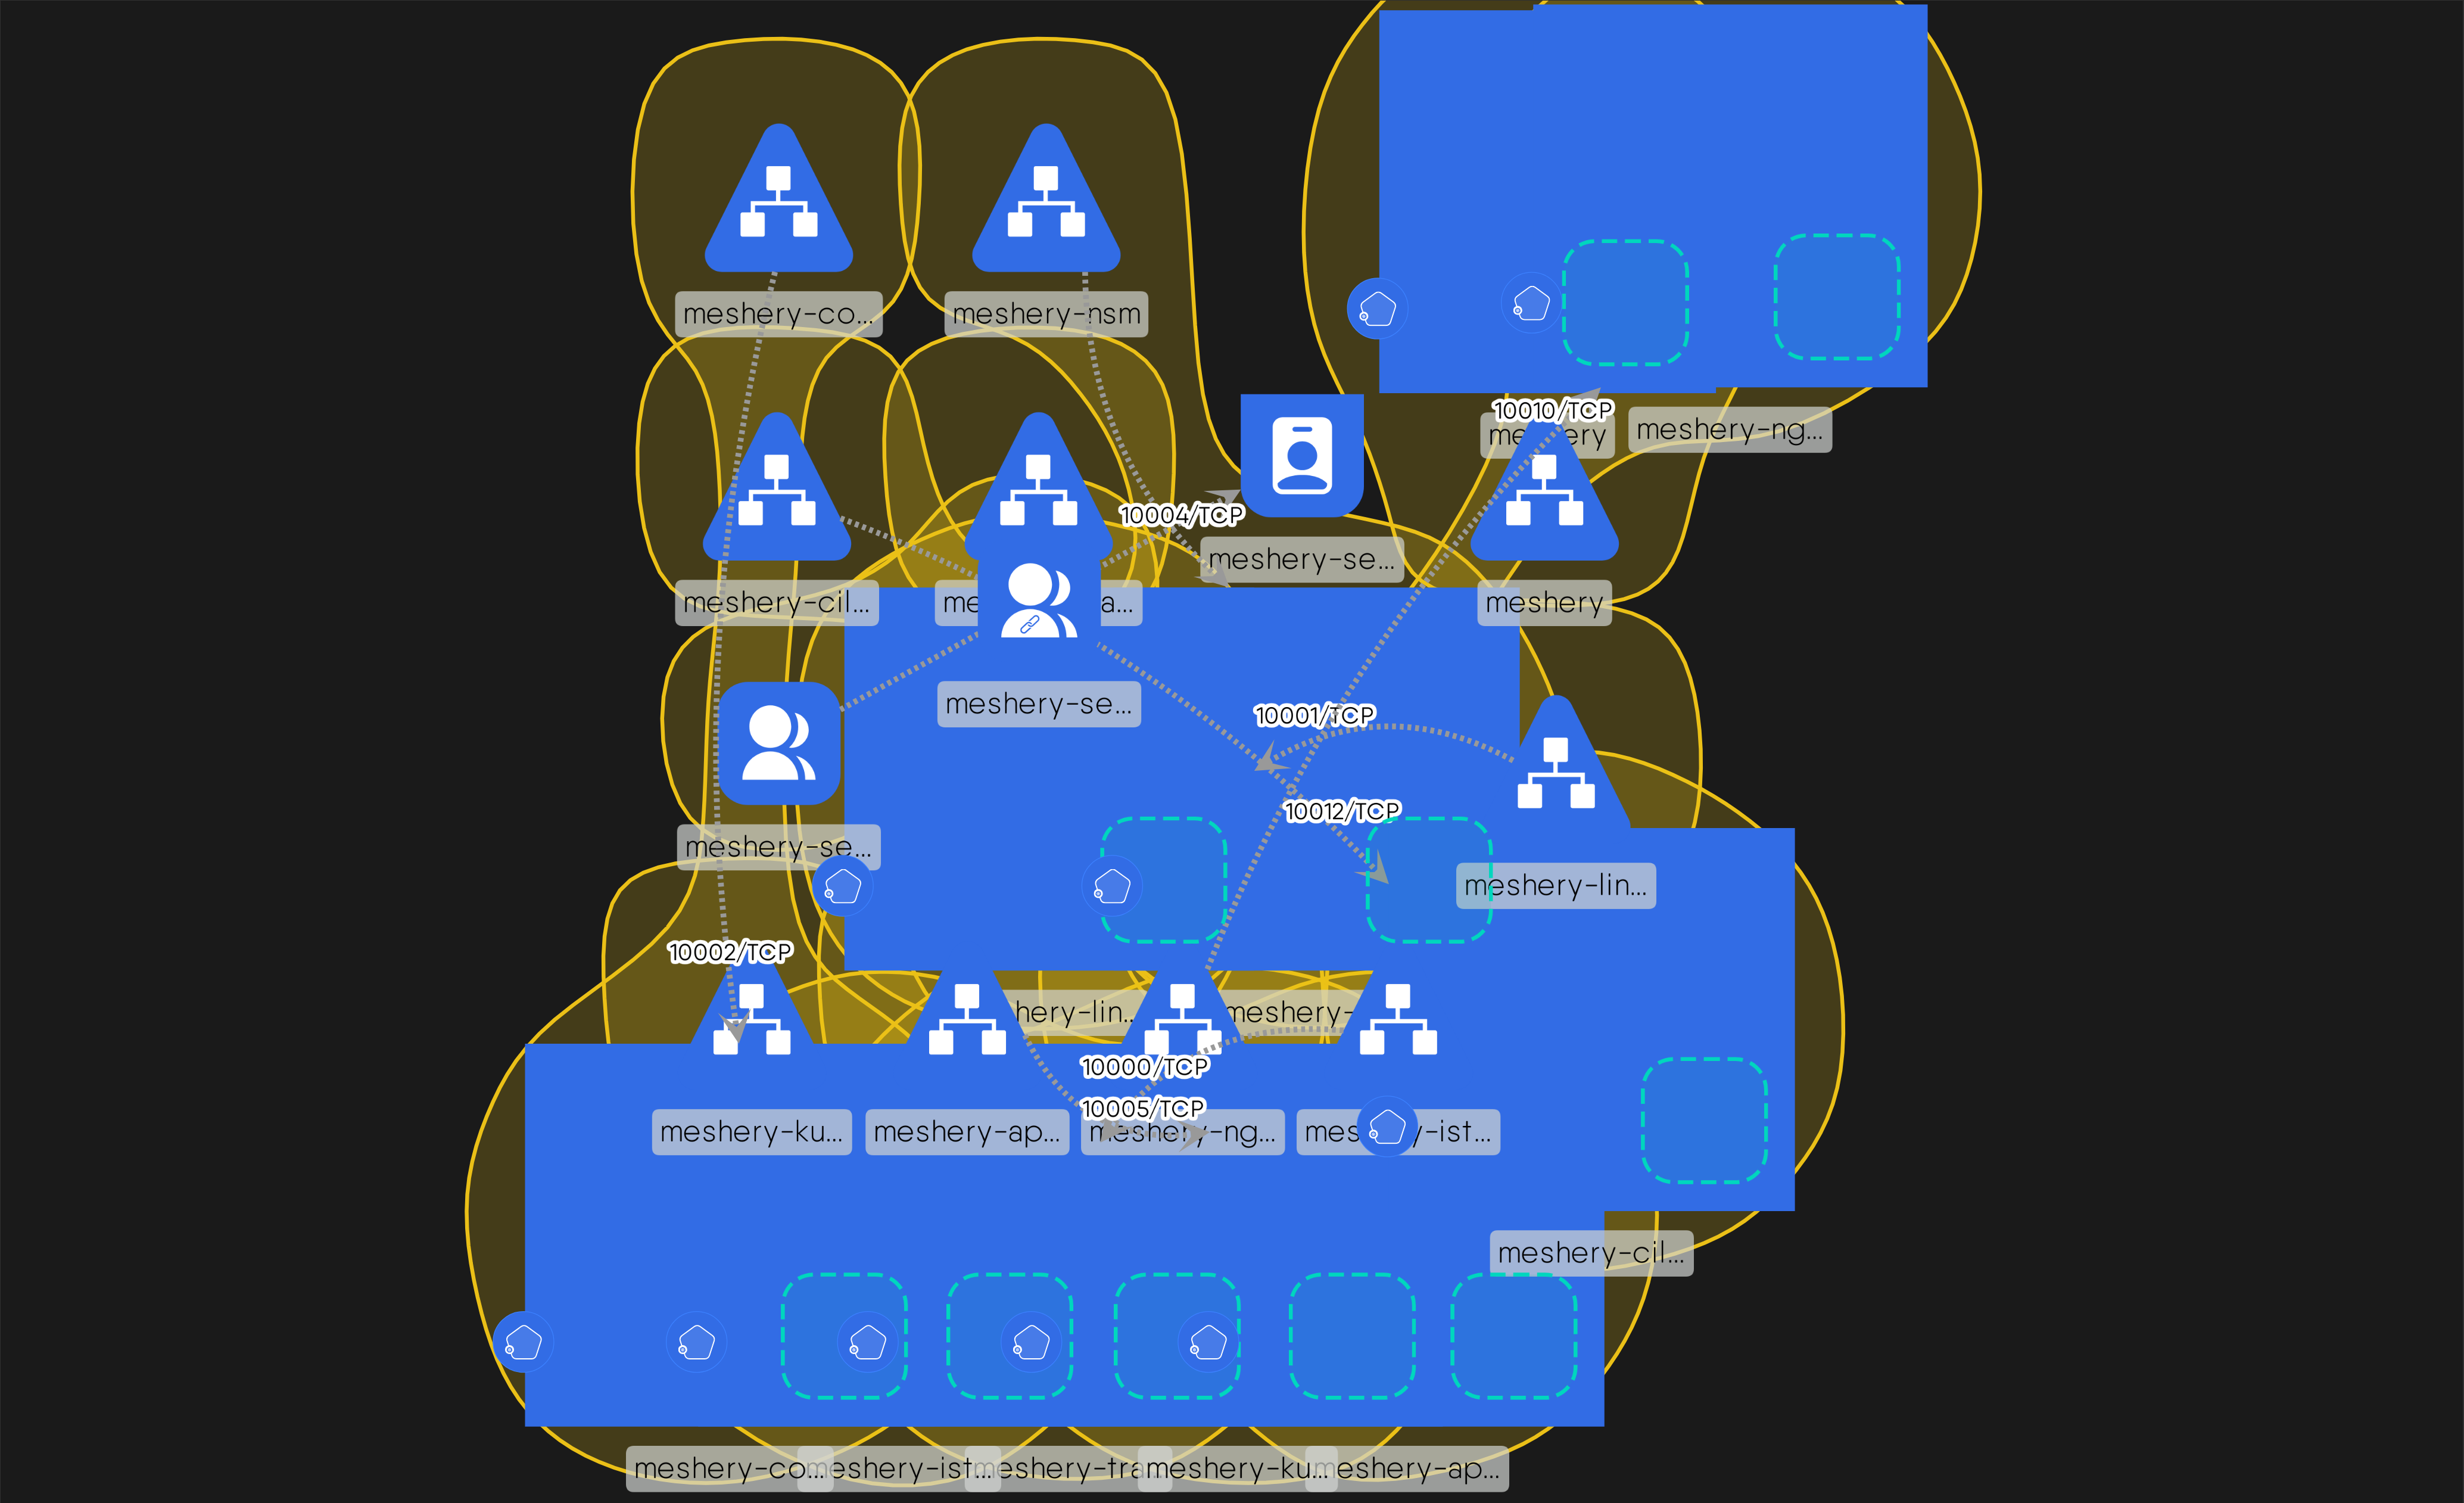 meshery-co...
meshery-nsm
10010/TCP
meshery
meshery-ng...
10004/TCP
meshery-se...
meshery-cil...
me
a...
meshery
meshery-se...
10001/TCP
10012/TCP
meshery-se...
meshery-lin...
10002/TCP
hery-lin...
meshery-
10000/TCP
10005/TCP
meshery-ku...
meshery-ap...
meshery-ng...
mes
y-ist...
meshery-cil...
meshery-co...
meshery-ist...
meshery-tra
meshery-ku...
meshery-ap...